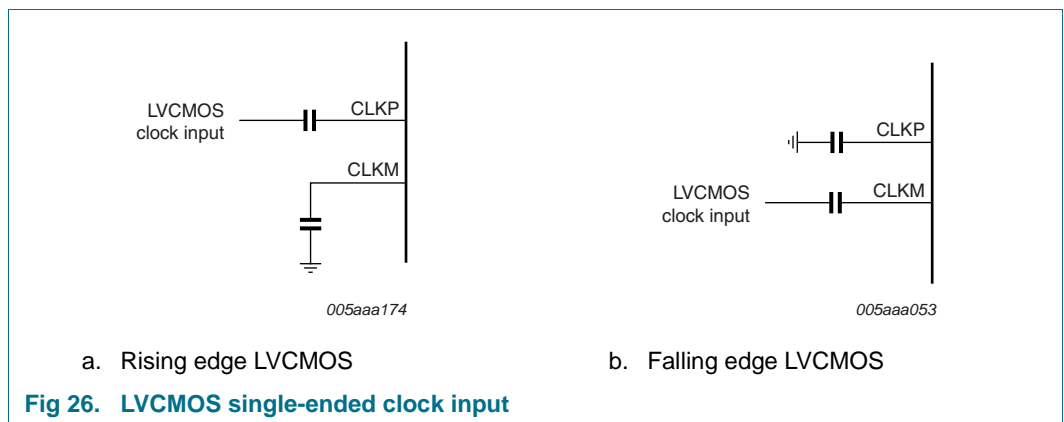 LVCMOS
clock input
CLKP
CLKM
005aaa174
CLKP
LVCMOS
clock input
CLKM
005aaa053
a. Rising edge LVCMOS
b. Falling edge LVCMOS
Fig 26. LVCMOS single-ended clock input